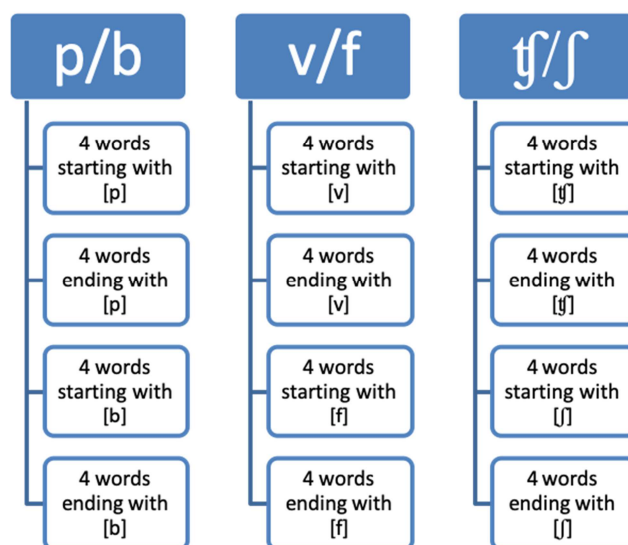 p/b
4 words
starting with
[p]
4 words
ending with
[p]
4 words
starting with
[b]
4 words
ending with
[b]
v/f
4 words
starting with
[v]
4 words
ending with
[v]
4 words
starting with
[f]
4 words
ending with
[f]
ʧ/ʃ
4 words
starting with
[ʧ]
4 words
ending with
[ʧ]
4 words
starting with
[ʃ]
4 words
ending with
[ʃ]